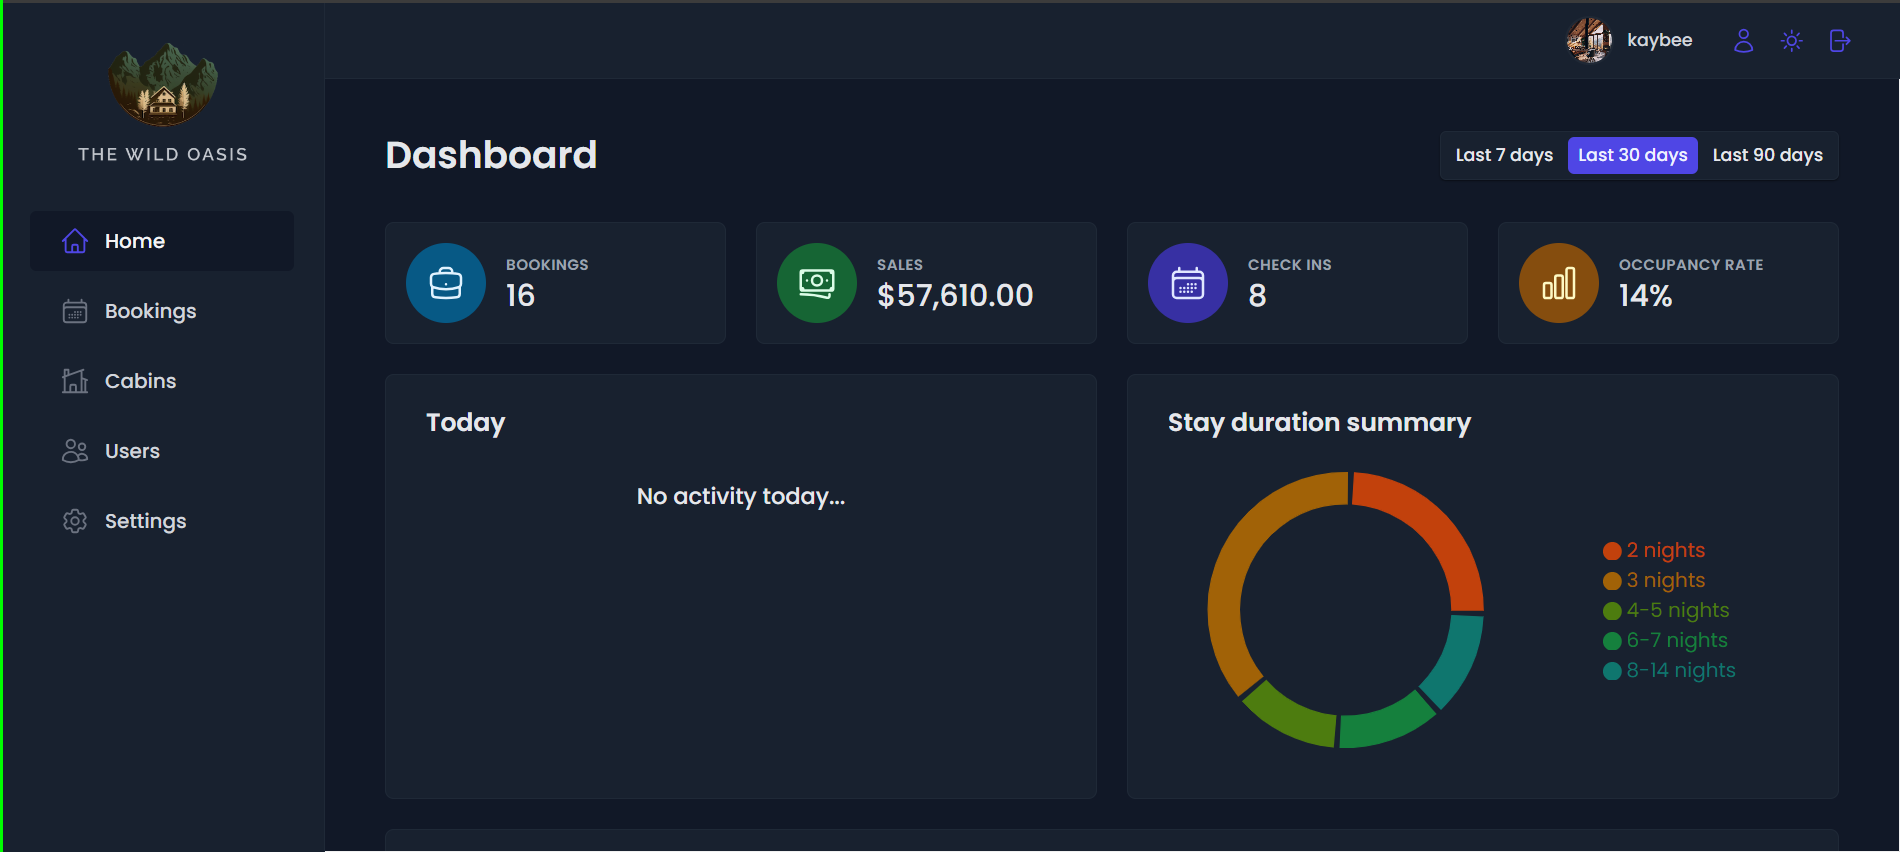 THE WILD OASIS
Home
Bookings
Cabins
Users
Settings
kaybee
Dashboard
Last 7 days Last 30 days Last 90 days
BOOKINGS
16
SALES
$57,610.00
CHECK INS
8
OCCUPANCY RATE
14%
Today
No activity today...
Stay duration summary
2 nights
3 nights
4-5 nights
6-7 nights
8-14 nights